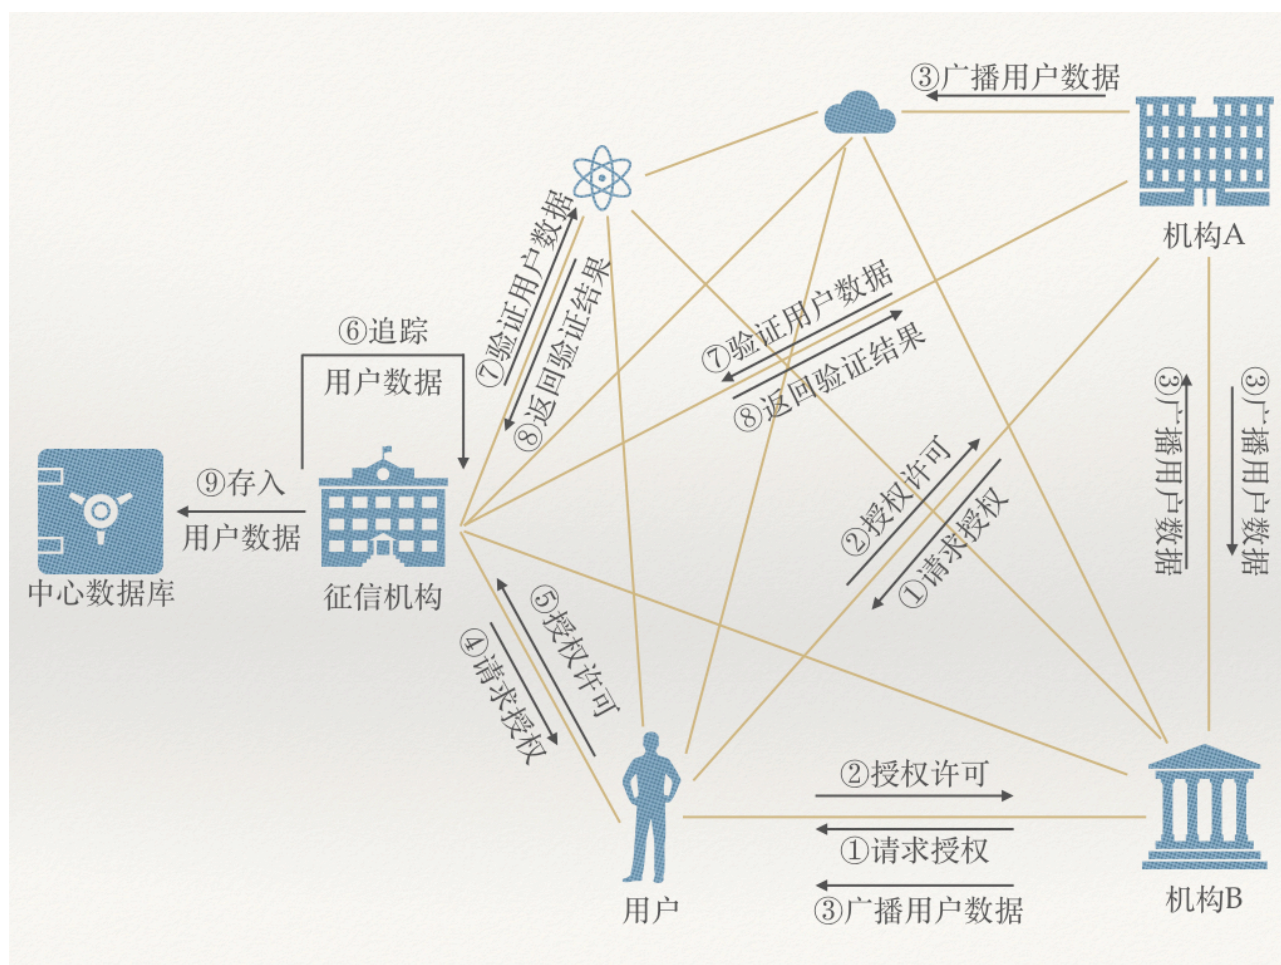 ③广播用户数据
机构A
⑦验证用户数据
⑧返回验证结果
⑦验证用户数据
⑧返回验证结果
⑥追踪
用户数据
③广播用户数据
③广播用户数据
②授权许可
①请求授权
⑨存入
用户数据
中心数据库
征信机构
⑤授权许可
④请求授权
②授权许可
①请求授权
③广播用户数据
用户
机构B